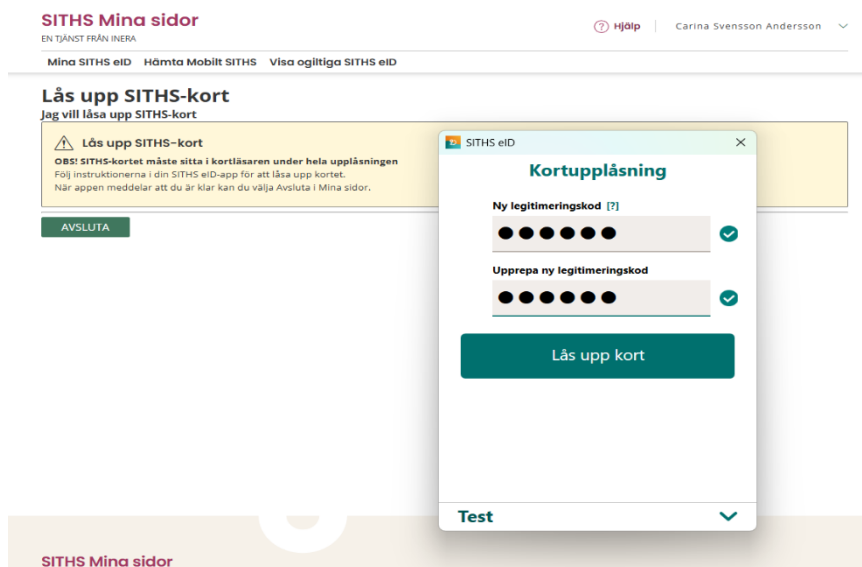 SITHS Mina sidor
EN TJÄNST FRÅN INERA
Hjälp
Carina Svensson Andersson
Mina SITHS eID Hämta Mobilt SITHS Visa ogiltiga SITHS eID
Lås upp SITHS-kort
Jag vill låsa upp SITHS-kort
Lås upp SITHS-kort
OBS! SITHS-kortet måste sitta i kortläsaren under hela upplåsningen
Följ instruktionerna i din SITHS eID-app för att låsa upp kortet.
När appen meddelar att du är klar kan du välja Avsluta i Mina sidor.
AVSLUTA
SITHS eID
Kortupplåsning
Ny legitimeringskod [?]
Upprepa ny legitimeringskod
Lås upp kort
Test
SITHS Mina sidor